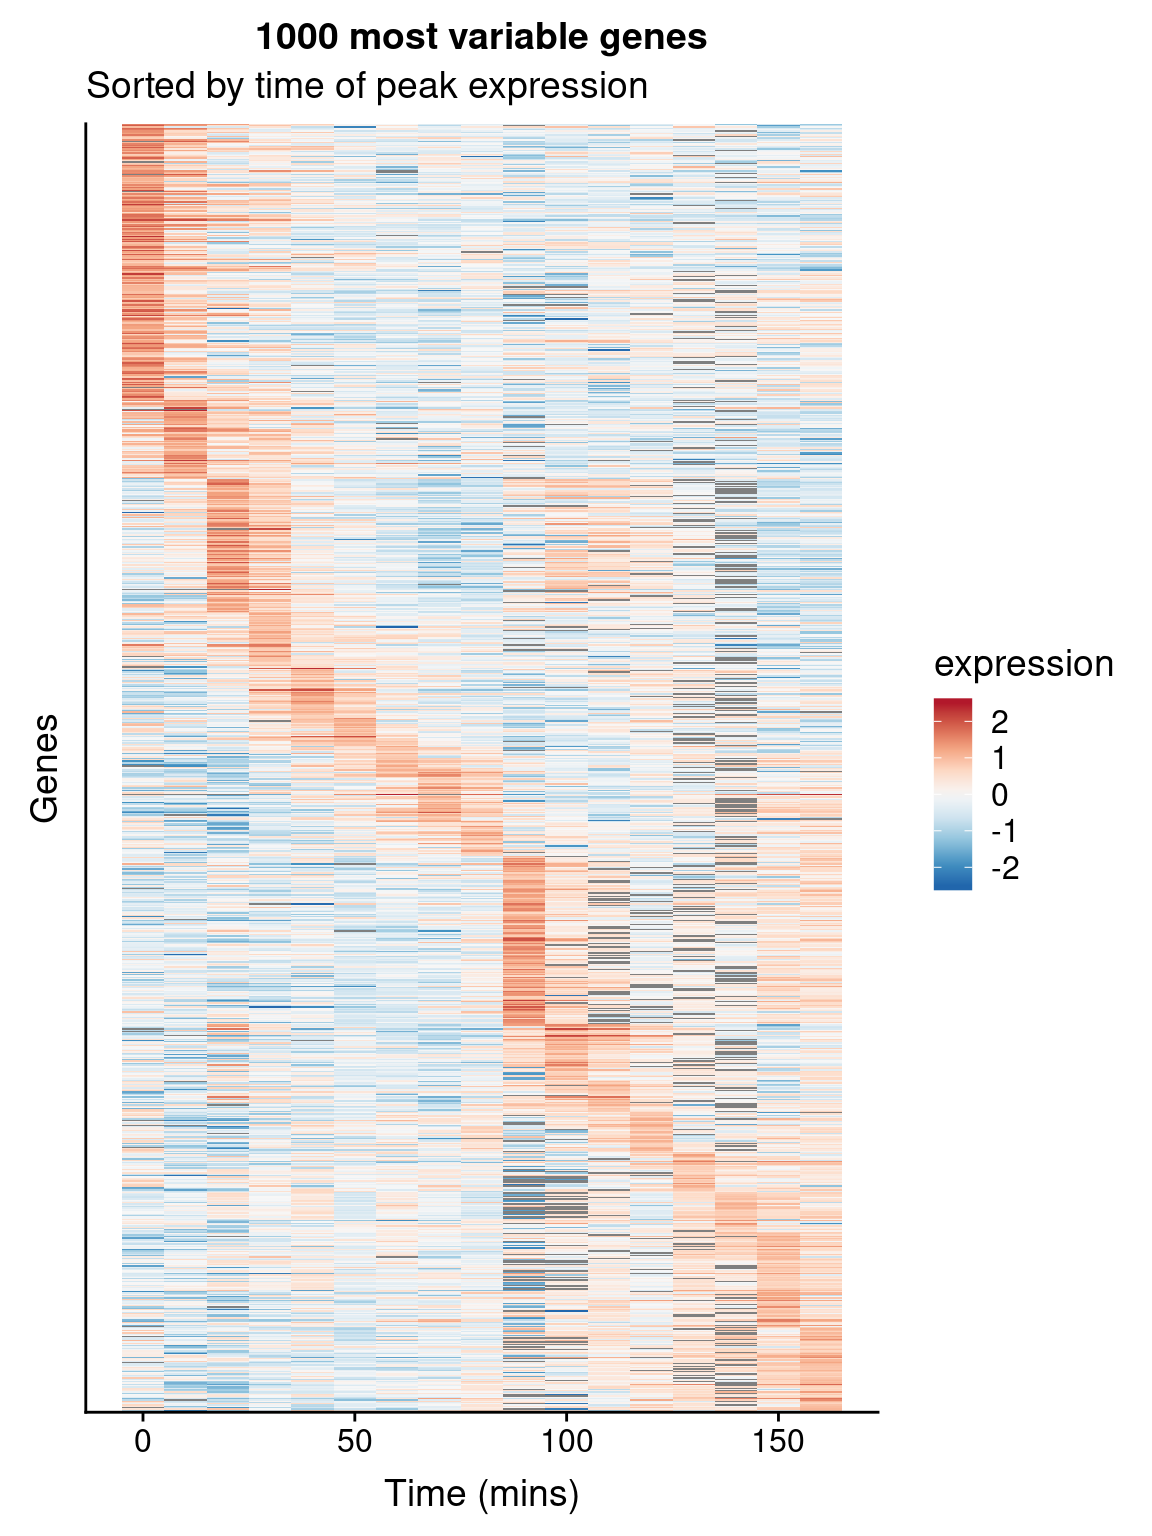 1000 most variable genes
Sorted by time of peak expression
Genes
expression
2
1
0
-1
-2
0
50
100
150
Time (mins)